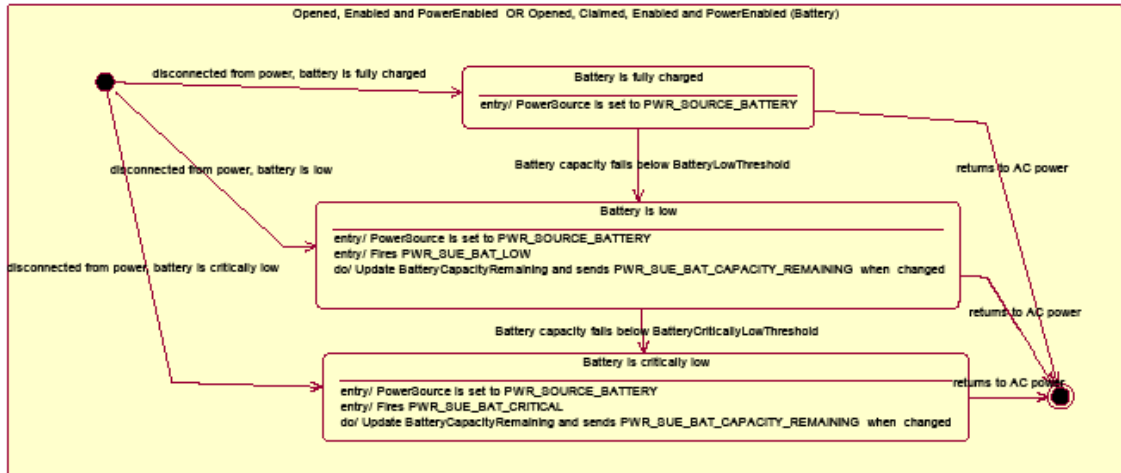 Opened, Enabled and PowerEnabled OR Opened, Claimed, Enabled and PowerEnabled (Battery)
disconnected from power, battery is fully charged
Battery is fully charged
entry/ PowerSource is set to PWR_SOURCE_BATTERY
disconnected from power, battery is low
Battery capacity falls below BatteryLowThreshold
returns to AC power
Battery is low
entry/ PowerSource is set to PWR_SOURCE_BATTERY
entry/ Fires PWR_SUE_BAT_LOW
do/ Update BatteryCapacityRemaining and sends PWR_SUE_BAT_CAPACITY_REMAINING when changed
disconnected from power, battery is critically low
returns to AC power
Battery capacity falls below BatteryCriticallyLowThreshold
Battery is critically low
returns to AC power
entry/ PowerSource is set to PWR_SOURCE_BATTERY
entry/ Fires PWR_SUE_BAT_CRITICAL
do/ Update BatteryCapacityRemaining and sends PWR_SUE_BAT_CAPACITY_REMAINING when changed